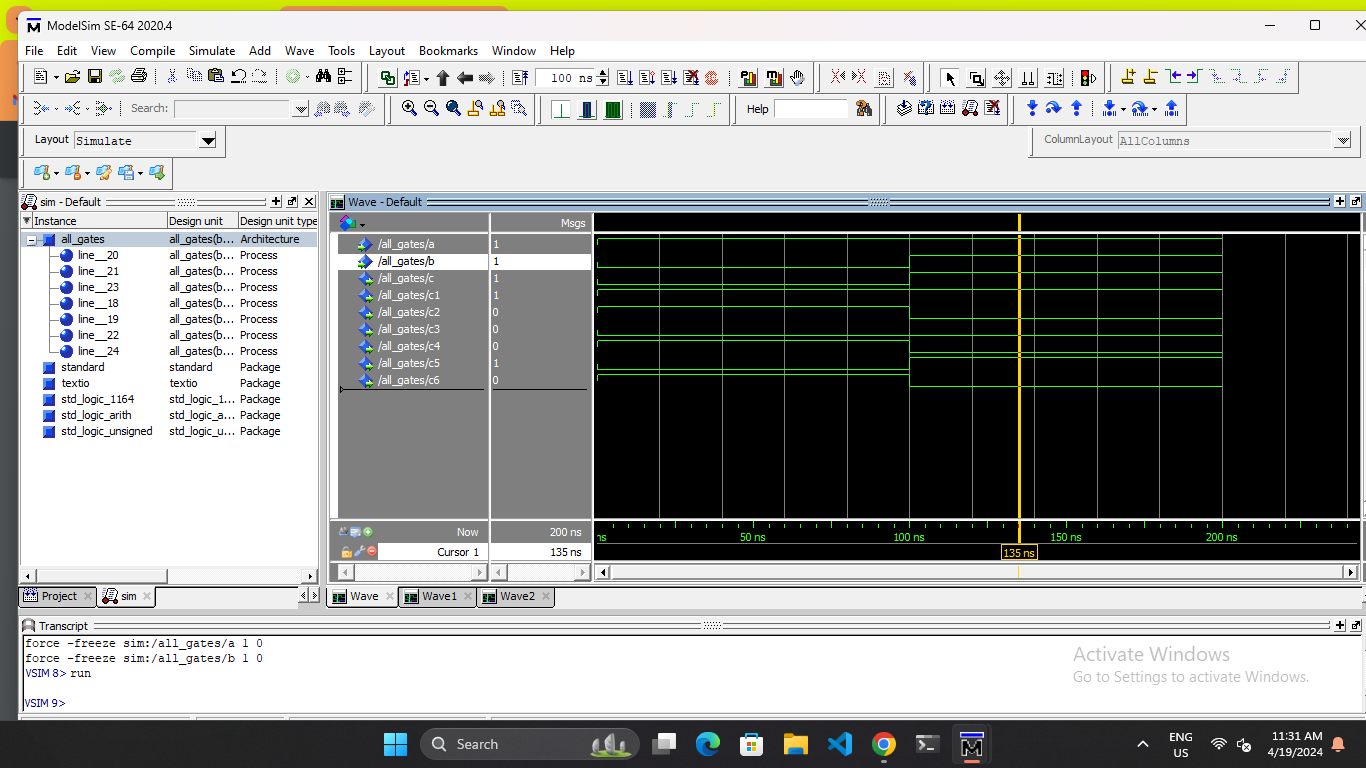 ModelSim SE-64 2020.4
File Edit View Compile Simulate Add Wave Tools Layout Bookmarks Window Help
100 ns
Search:
Help
Layout Simulate
ColumnLayout AllColumns
sim - Default
Instance Design unit Design unit type
all_gates all_gates(b... Architecture
line__20 all_gates(b... Process
line__21 all_gates(b... Process
line__23 all_gates(b... Process
line__18 all_gates(b... Process
line__19 all_gates(b... Process
line__22 all_gates(b... Process
line__24 all_gates(b... Process
standard standard Package
textio textio Package
std_logic_1164 std_logic_1... Package
std_logic_arith std_logic_a... Package
std_logic_unsigned std_logic_u... Package
Project sim
Wave - Default
Msgs
/all_gates/a 1
/all_gates/b 1
/all_gates/c 1
/all_gates/c1 1
/all_gates/c2 0
/all_gates/c3 0
/all_gates/c4 0
/all_gates/c5 1
/all_gates/c6 0
Now 200 ns
ns 50 ns 100 ns 150 ns 200 ns
Cursor 1 135 ns
135 ns
Wave Wave1 Wave2
Transcript
force -freeze sim:/all_gates/a 1 0
force -freeze sim:/all_gates/b 1 0
VSIM 8> run
VSIM 9>
Activate Windows
Go to Settings to activate Windows.
Search
ENG
US
11:31 AM
4/19/2024